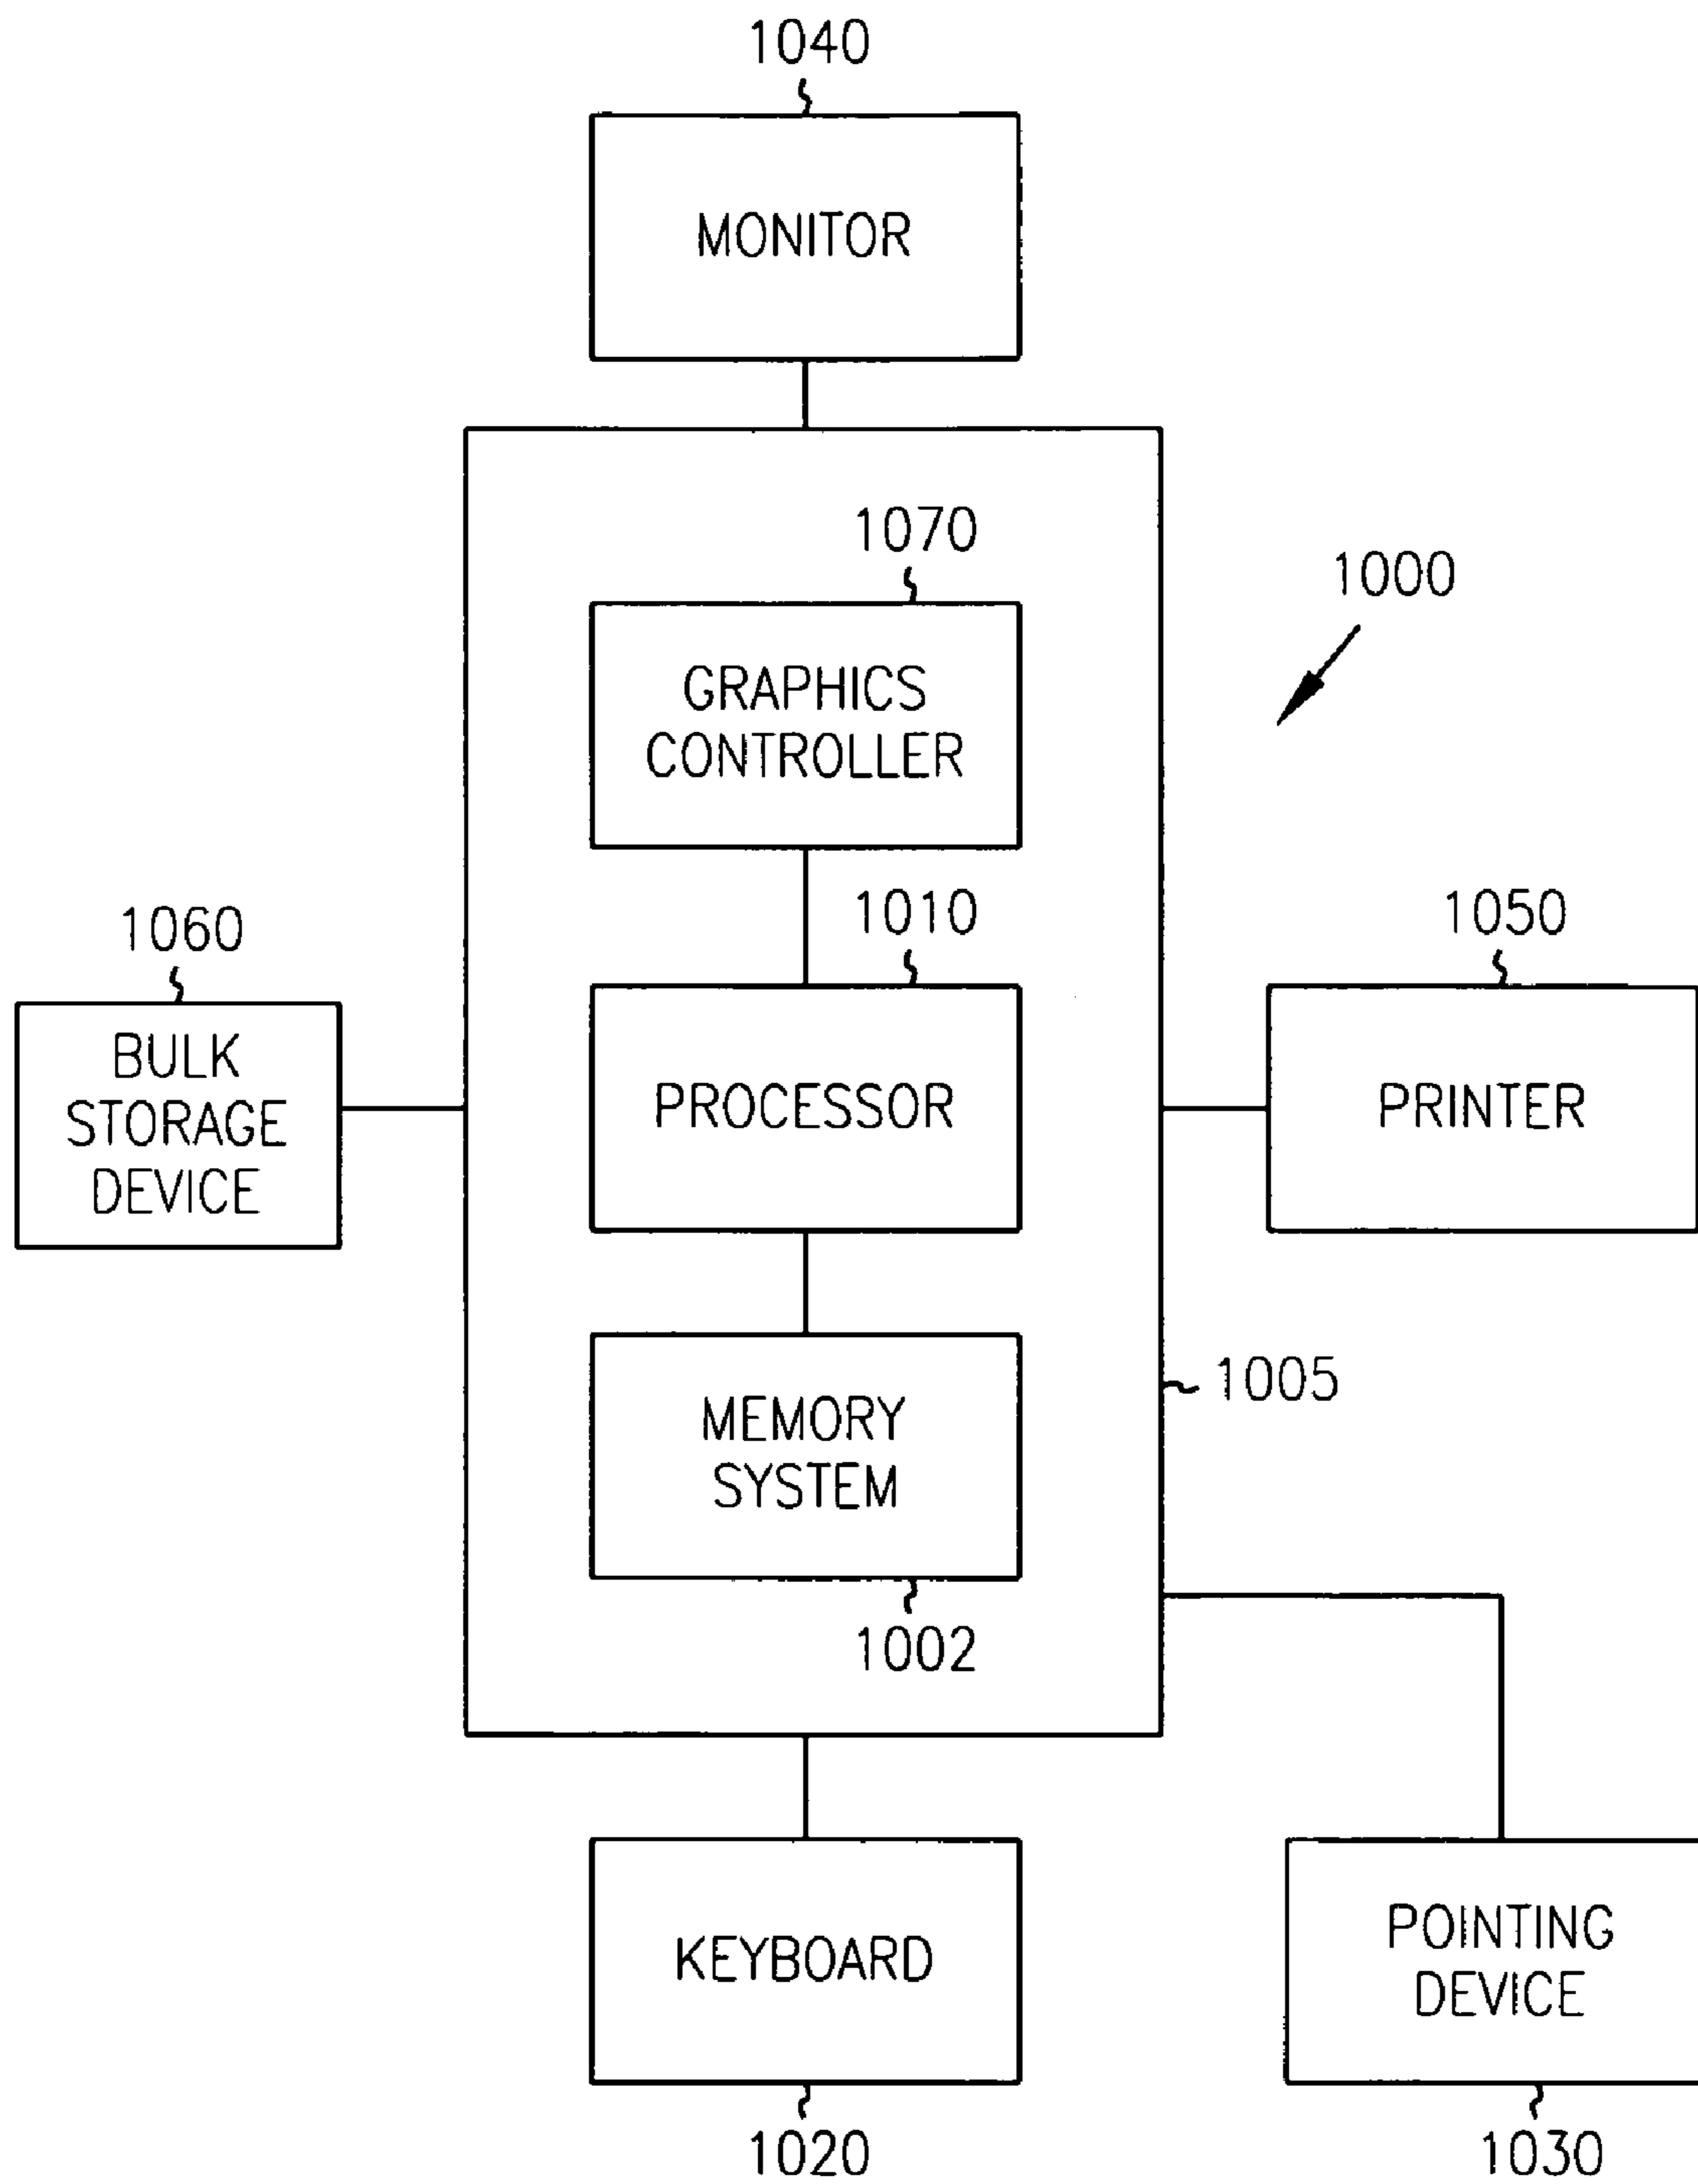 1040
MONITOR
1070
1000
GRAPHICS
CONTROLLER
1060
1010
1050
BULK
STORAGE
DEVICE
PROCESSOR
PRINTER
1005
MEMORY
SYSTEM
1002
KEYBOARD
POINTING
DEVICE
1020
1030